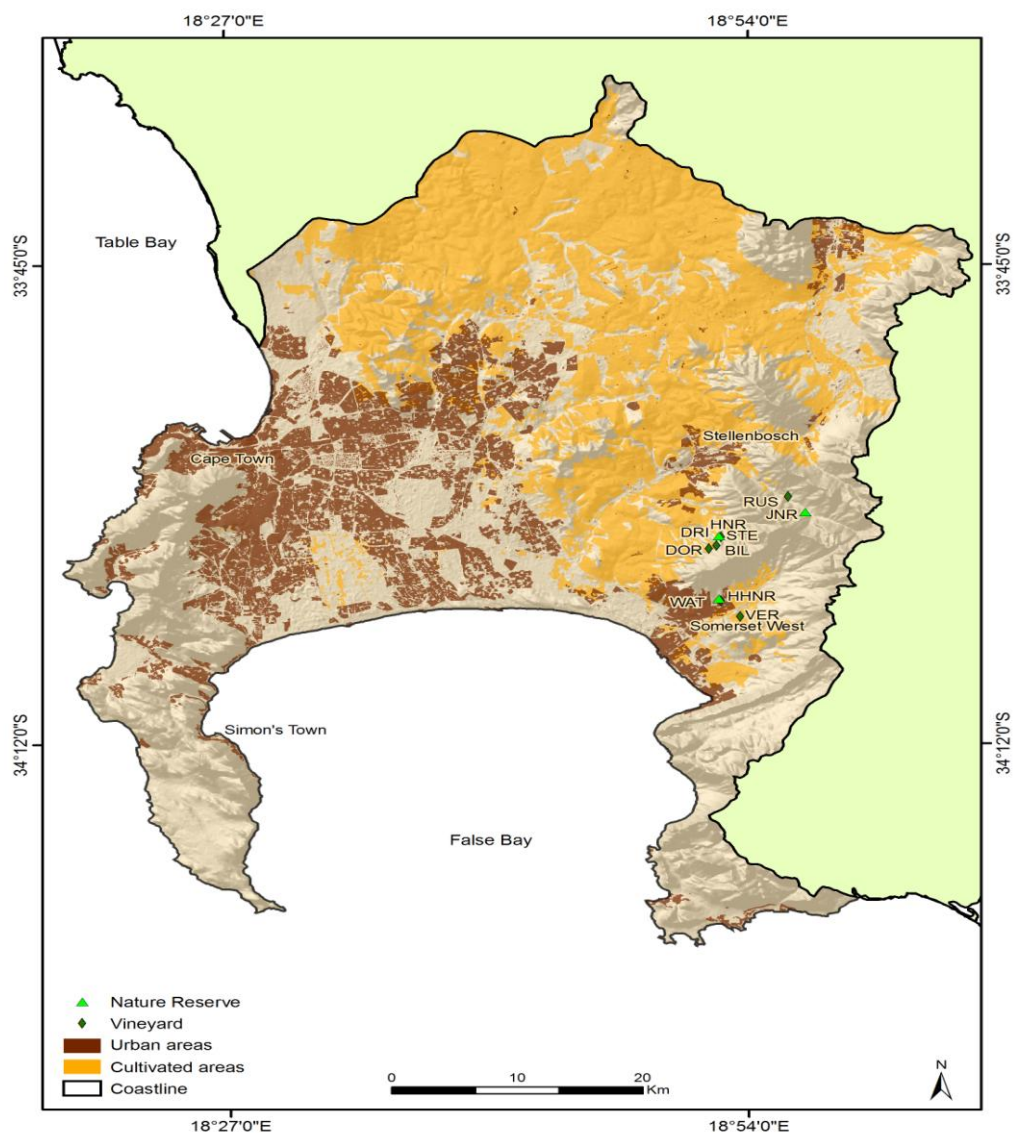 18°27'0"E
18°54'0"E
Table Bay
33°45'0"S
33°45'0"S
Stellenbosch
Cape Town
RUS
JNR
HNR
DRI
STE
DOR
BIL
WAT
HHNR
VER
Somerset West
Simon's Town
34°12'0"S
34°12'0"S
False Bay
Nature Reserve
Vineyard
Urban areas
Cultivated areas
Coastline
0
10
20
Km
N
18°27'0"E
18°54'0"E